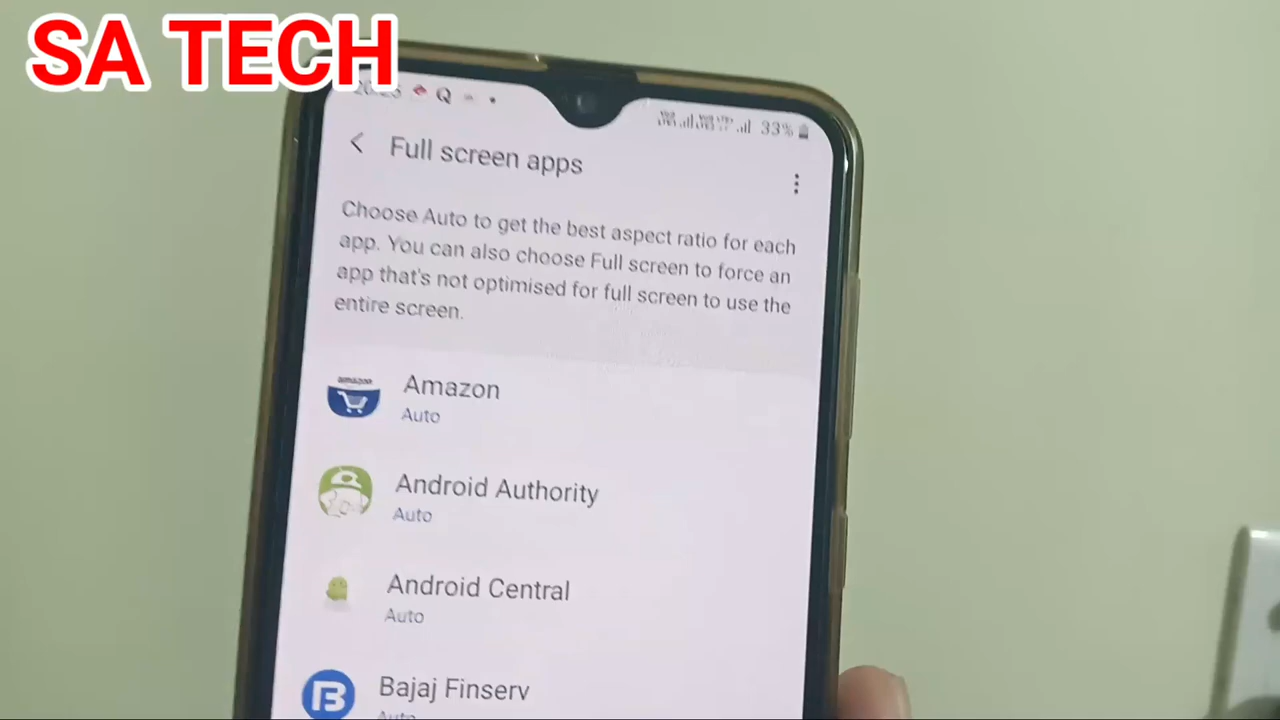 SA TECH
33%
Full screen apps
Choose Auto to get the best aspect ratio for each
app. You can also choose Full screen to force an
app that's not optimised for full screen to use the
entire screen.
amazon
Amazon
Auto
Android Authority
Auto
Android Central
Auto
Bajaj Finserv
Auto